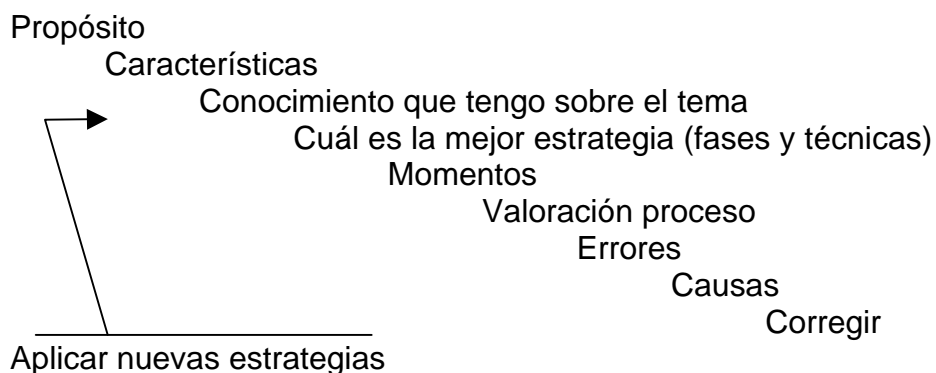 Propósito
Características
Conocimiento que tengo sobre el tema
Cuál es la mejor estrategia (fases y técnicas)
Momentos
Valoración proceso
Errores
Causas
Corregir
Aplicar nuevas estrategias